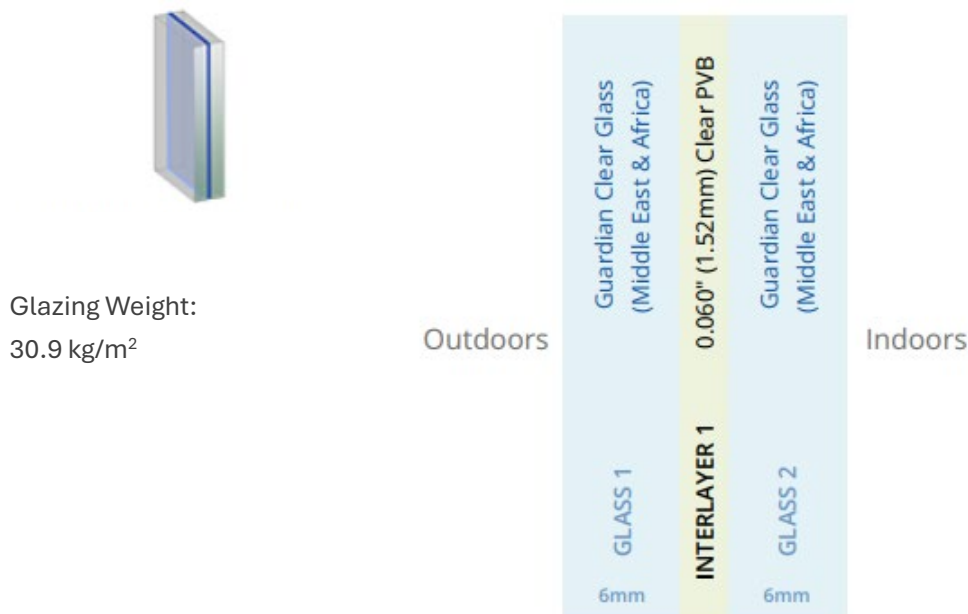 Glazing Weight:
30.9 kg/m²
Outdoors
Guardian Clear Glass
(Middle East & Africa)
GLASS 1
6mm
INTERLAYER 1
0.060" (1.52mm) Clear PVB
Guardian Clear Glass
(Middle East & Africa)
GLASS 2
6mm
Indoors